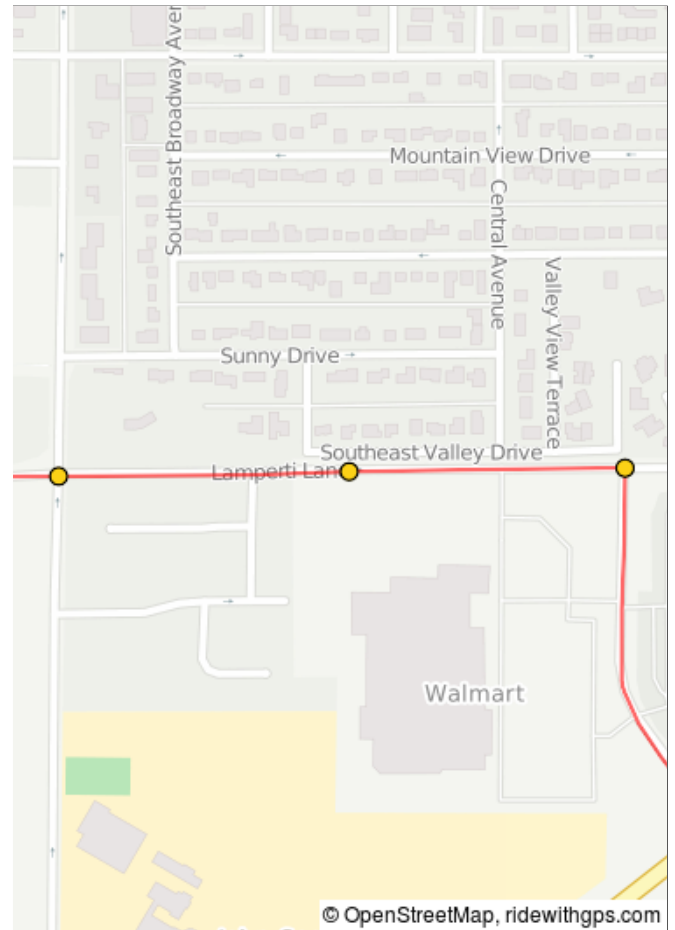 Southeast Broadway Aven
Mountain View Drive
Central Avenue
Valley View Terrace
Sunny Drive
Southeast Valley Drive
Lamperti Lan
Walmart
© OpenStreetMap, ridewithgps.com